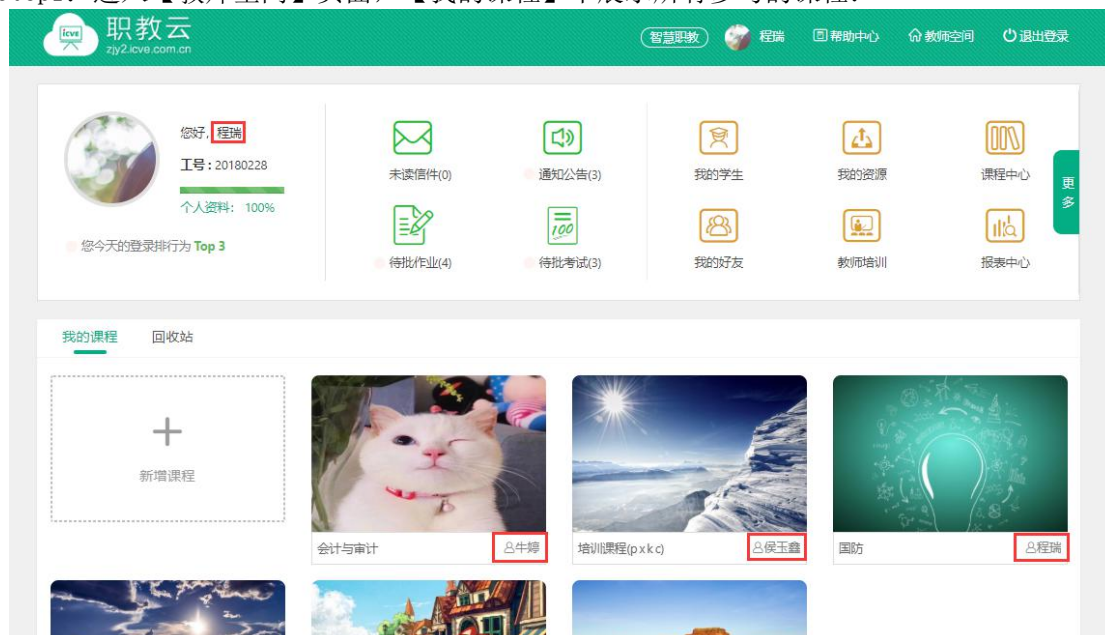 职教云
zjy2.icve.com.cn
icve
智慧职教
程瑞
帮助中心
教师空间
退出登录
您好, 程瑞
工号：20180228
个人资料： 100%
您今天的登录排行为 Top 3
未读信件(0)
通知公告(3)
我的学生
我的资源
课程中心
更多
100
待批作业(4)
待批考试(3)
我的好友
教师培训
报表中心
我的课程
回收站
新增课程
会计与审计
牛婷
培训课程(pxkc)
侯玉鑫
国防
程瑞